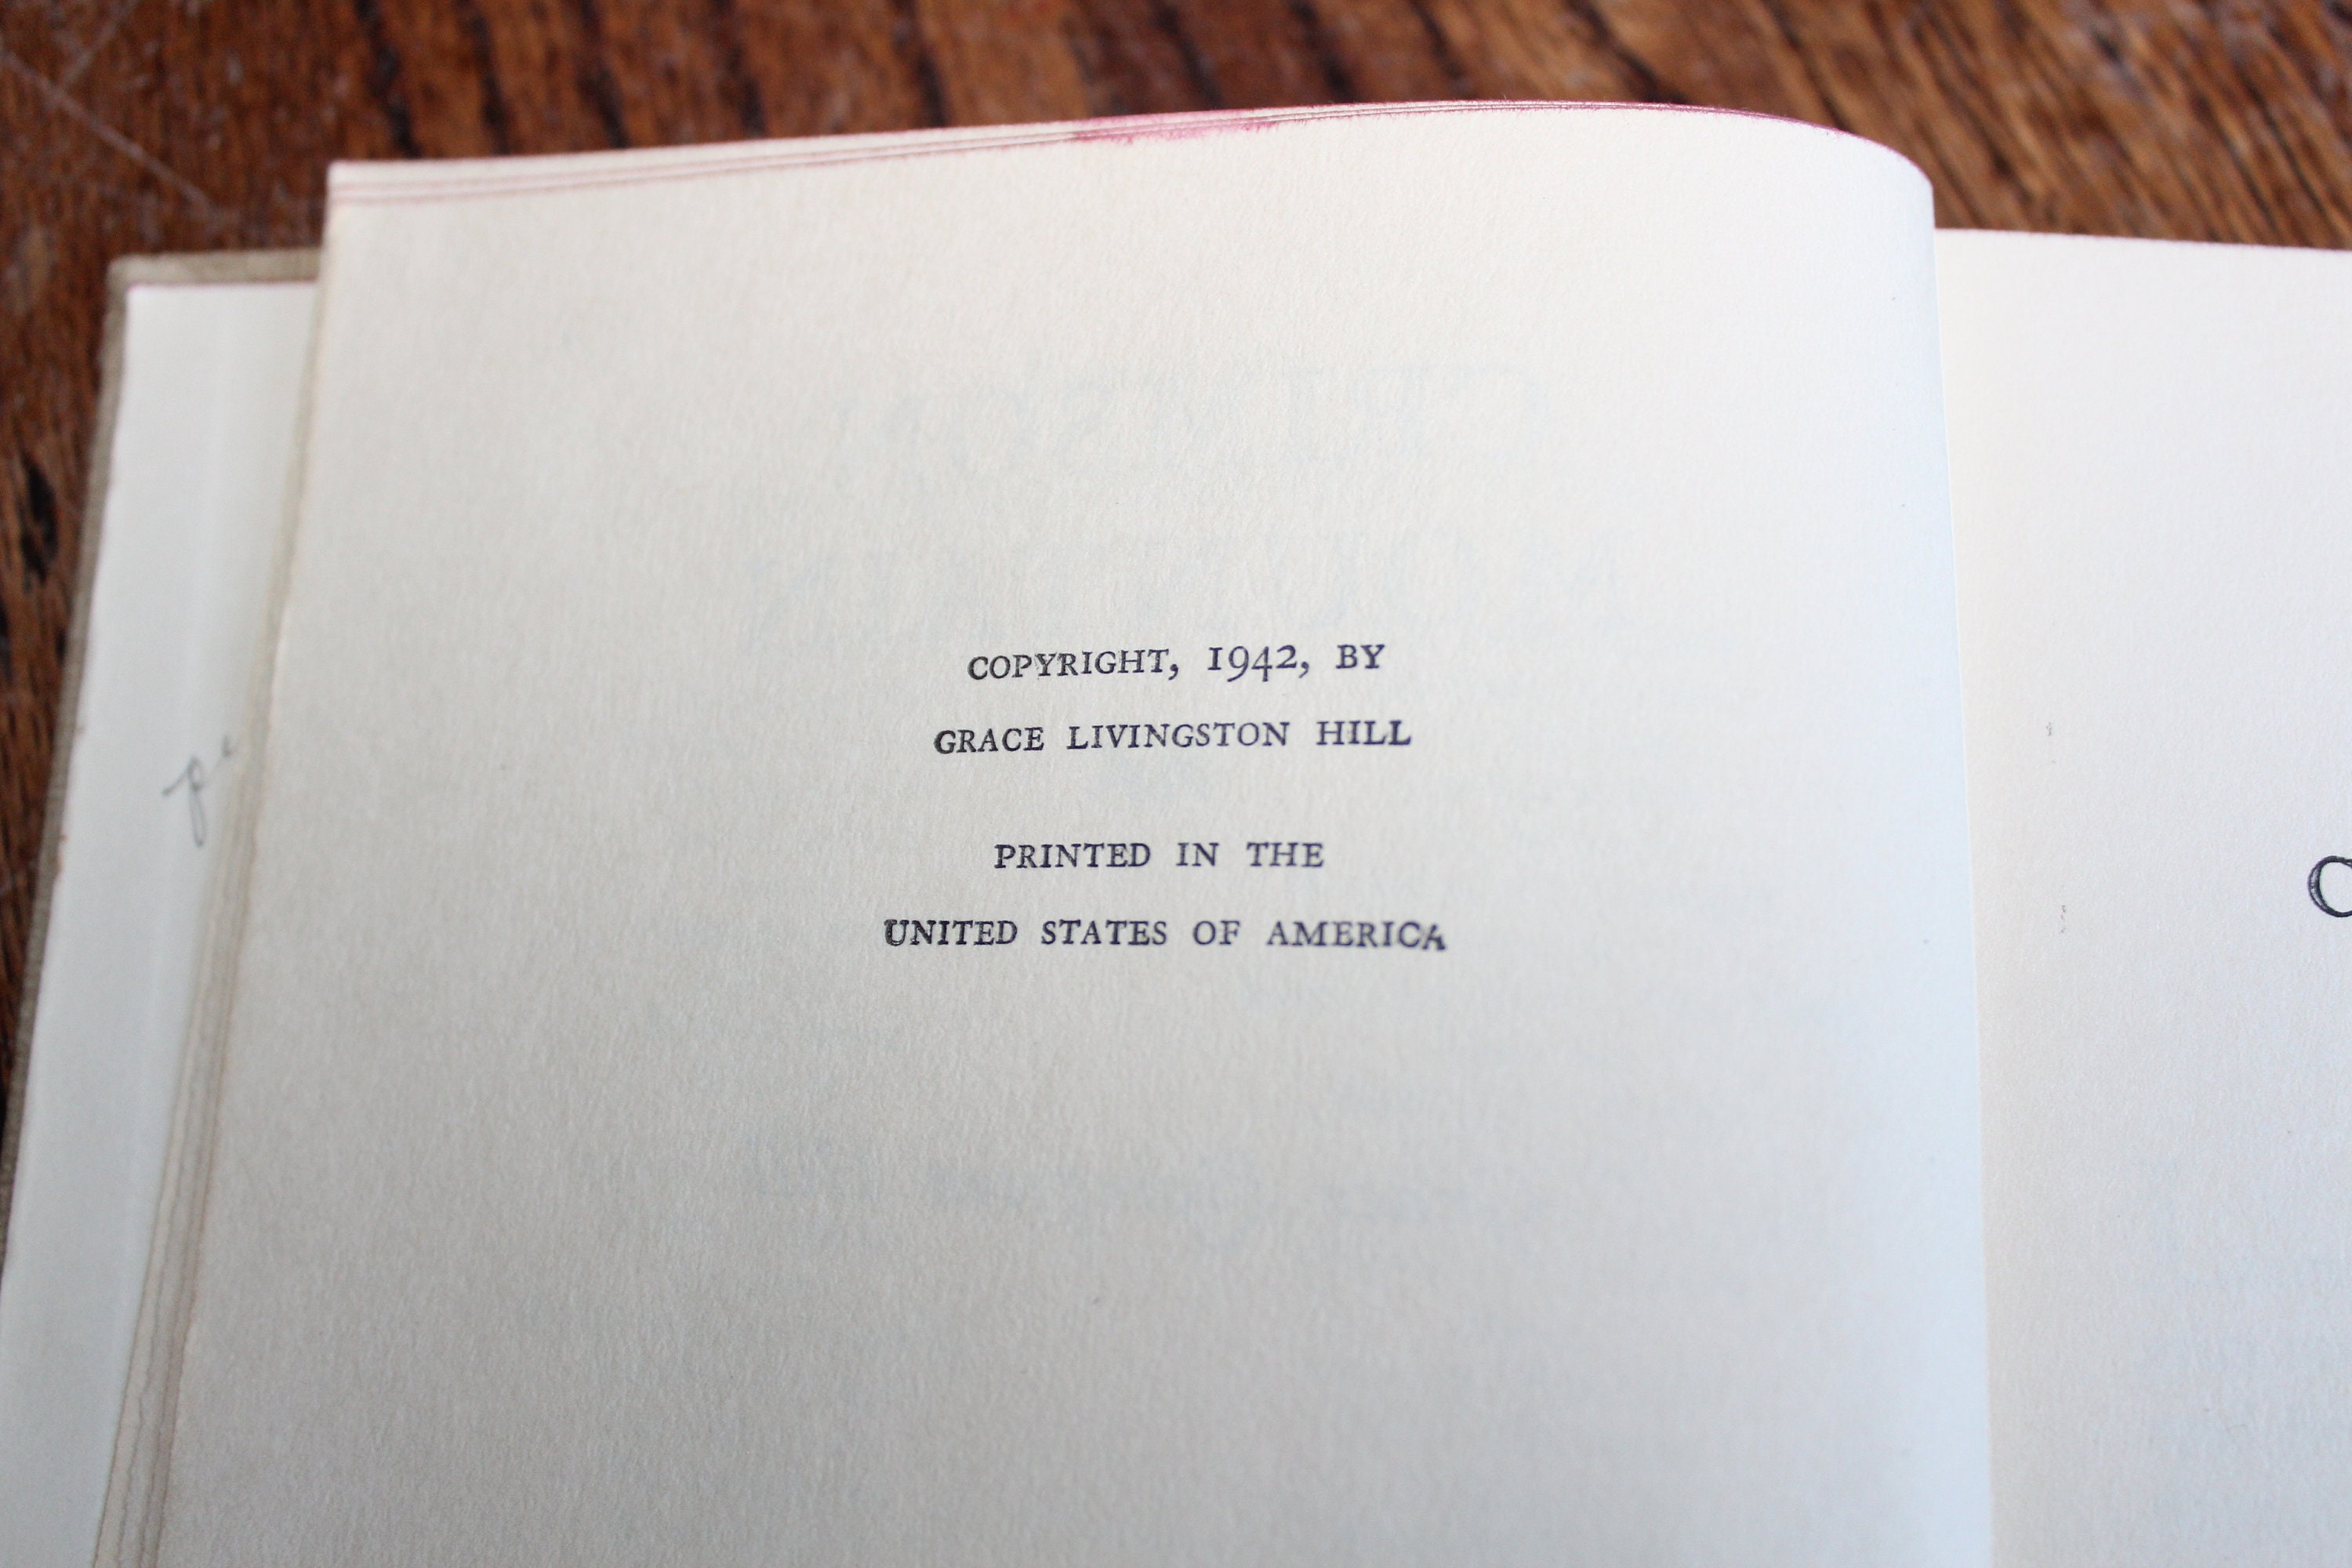 COPYRIGHT, 1942, BY
GRACE LIVINGSTON HILL
PRINTED IN THE
UNITED STATES OF AMERICA